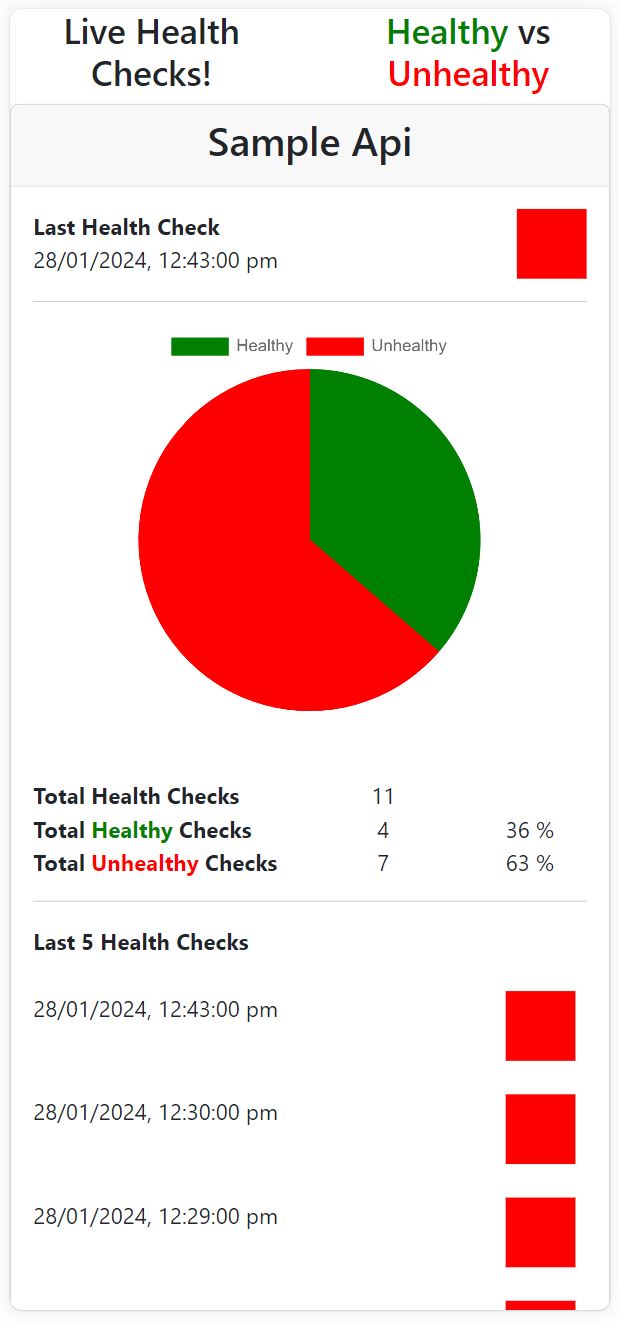 Live Health
Checks!
Healthy vs
Unhealthy
Sample Api
Last Health Check
28/01/2024, 12:43:00 pm
Healthy Unhealthy
Total Health Checks 11
Total Healthy Checks 4 36 %
Total Unhealthy Checks 7 63 %
Last 5 Health Checks
28/01/2024, 12:43:00 pm
28/01/2024, 12:30:00 pm
28/01/2024, 12:29:00 pm